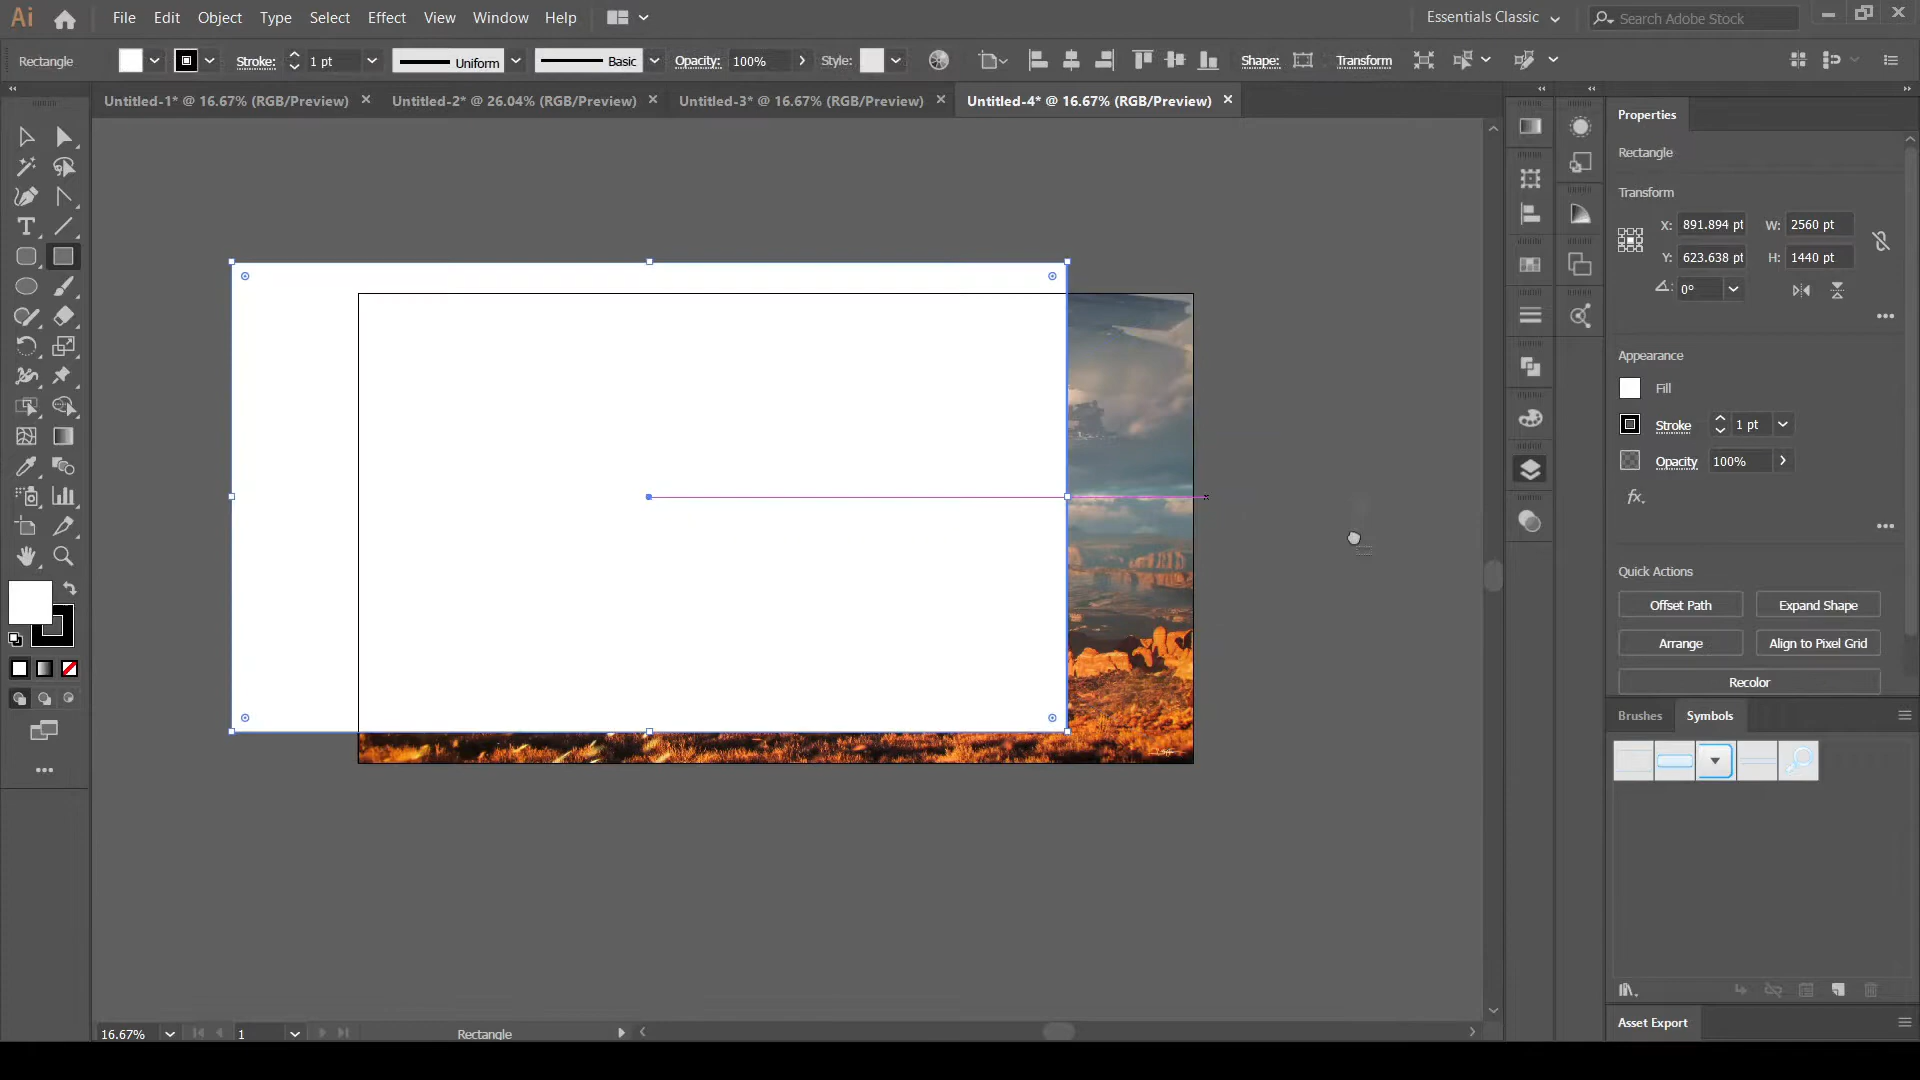 Ai
File Edit Object Type Select Effect View Window Help
Essentials Classic
Search Adobe Stock
Rectangle
Stroke: 1 pt
Uniform
Basic
Opacity: 100%
Style:
Shape:
Transform
Untitled-1* @ 16.67% (RGB/Preview)
Untitled-2* @ 26.04% (RGB/Preview)
Untitled-3* @ 16.67% (RGB/Preview)
Untitled-4* @ 16.67% (RGB/Preview)
Properties
Rectangle
Transform
X: 891.894 pt W: 2560 pt
Y: 623.638 pt H: 1440 pt
0°
Appearance
Fill
Stroke 1 pt
Opacity 100%
fx.
Quick Actions
Offset Path Expand Shape
Arrange Align to Pixel Grid
Recolor
Brushes Symbols
Asset Export
16.67% 1 Rectangle